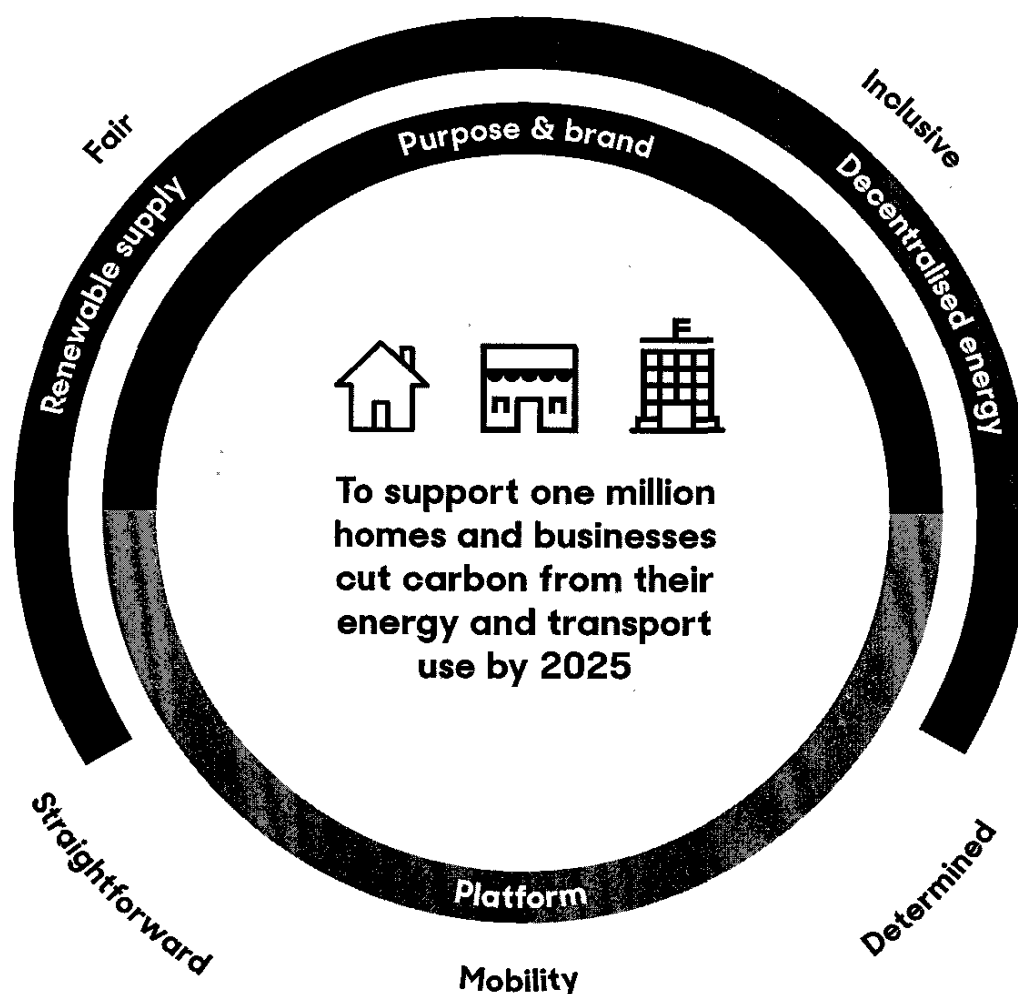 Fair
Inclusive
Purpose & brand
Renewable supply
Decentralised energy
To support one million
homes and businesses
cut carbon from their
energy and transport
use by 2025
Straightforward
Determined
Platform
Mobility